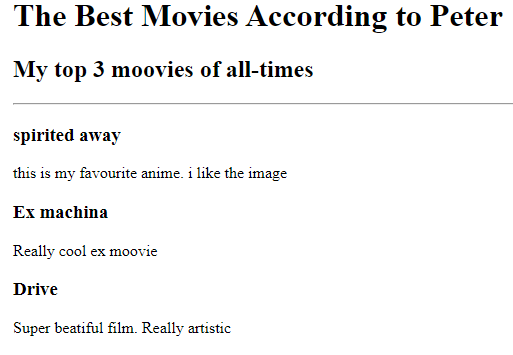 The Best Movies According to Peter
My top 3 moovies of all-times
spirited away
this is my favourite anime. i like the image
Ex machina
Really cool ex moovie
Drive
Super beatiful film. Really artistic